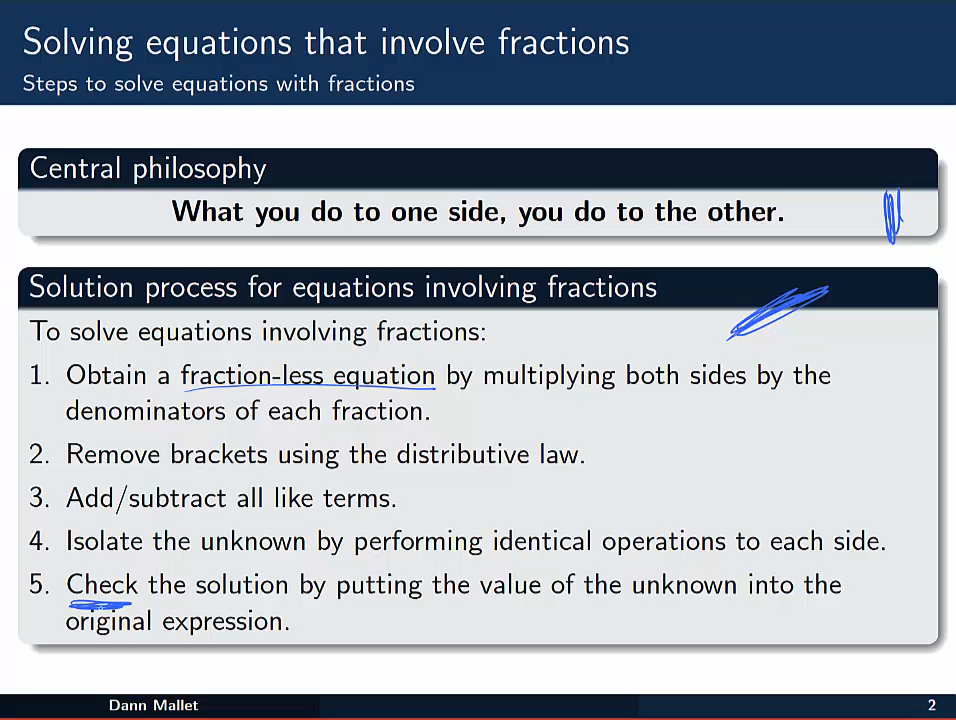 Solving equations that involve fractions
Steps to solve equations with fractions
Central philosophy
What you do to one side, you do to the other.
Solution process for equations involving fractions
To solve equations involving fractions:
1. Obtain a fraction-less equation by multiplying both sides by the
denominators of each fraction.
2. Remove brackets using the distributive law.
3. Add/subtract all like terms.
4. Isolate the unknown by performing identical operations to each side.
5. Check the solution by putting the value of the unknown into the
original expression.
Dann Mallet
2